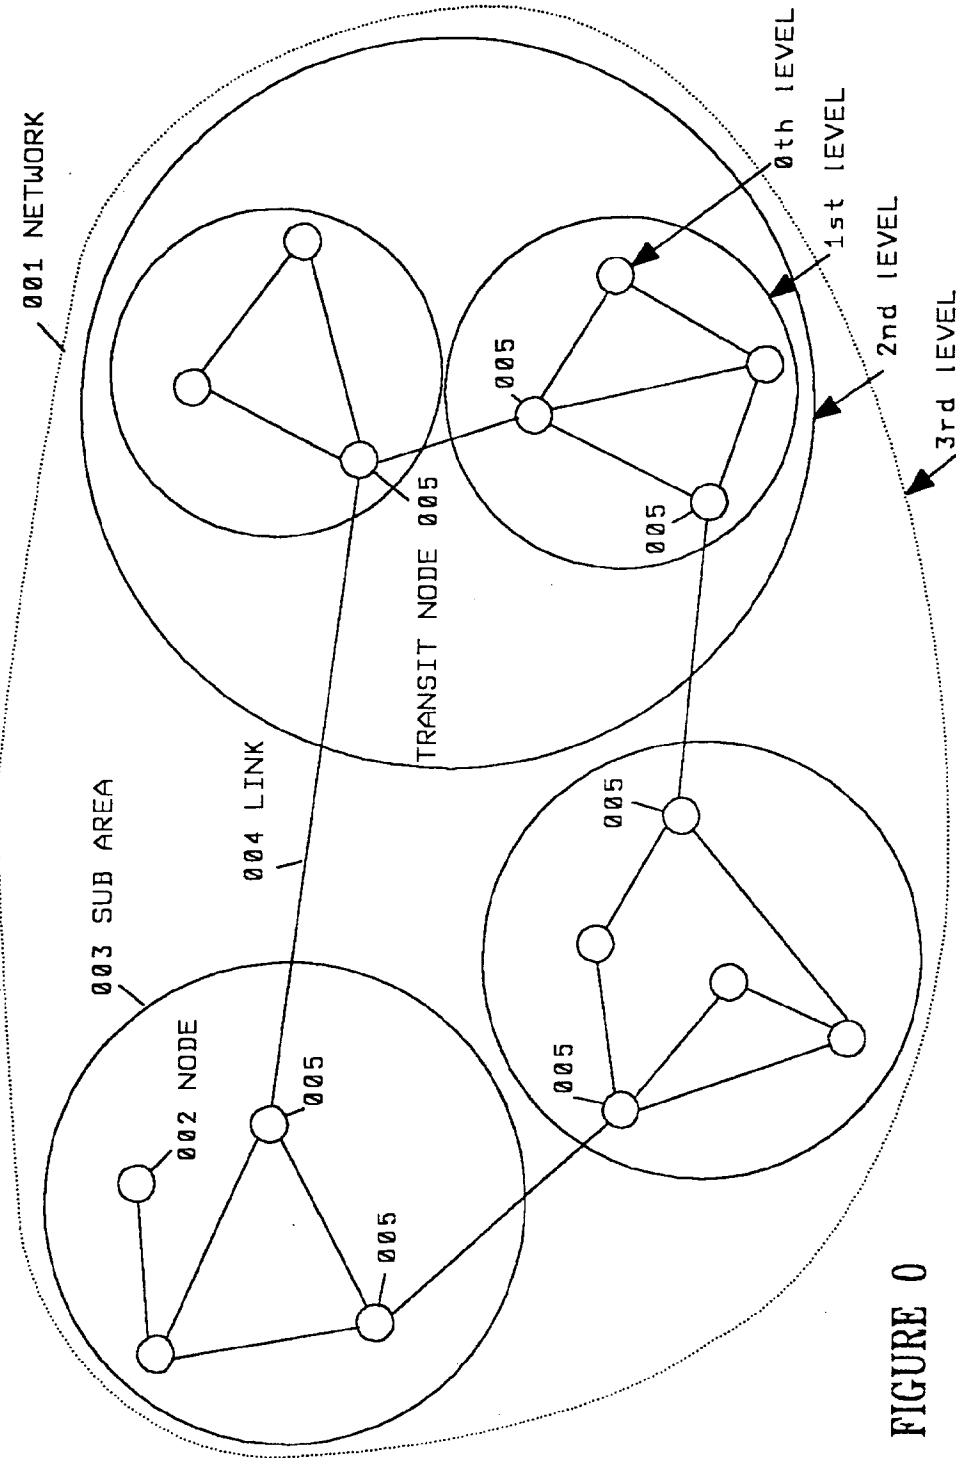 001 NETWORK
003 SUB AREA
002 NODE
004 LINK
005
005
TRANSIT NODE 005
005
005
005
005
0th LEVEL
1st LEVEL
2nd LEVEL
3rd LEVEL
FIGURE 0